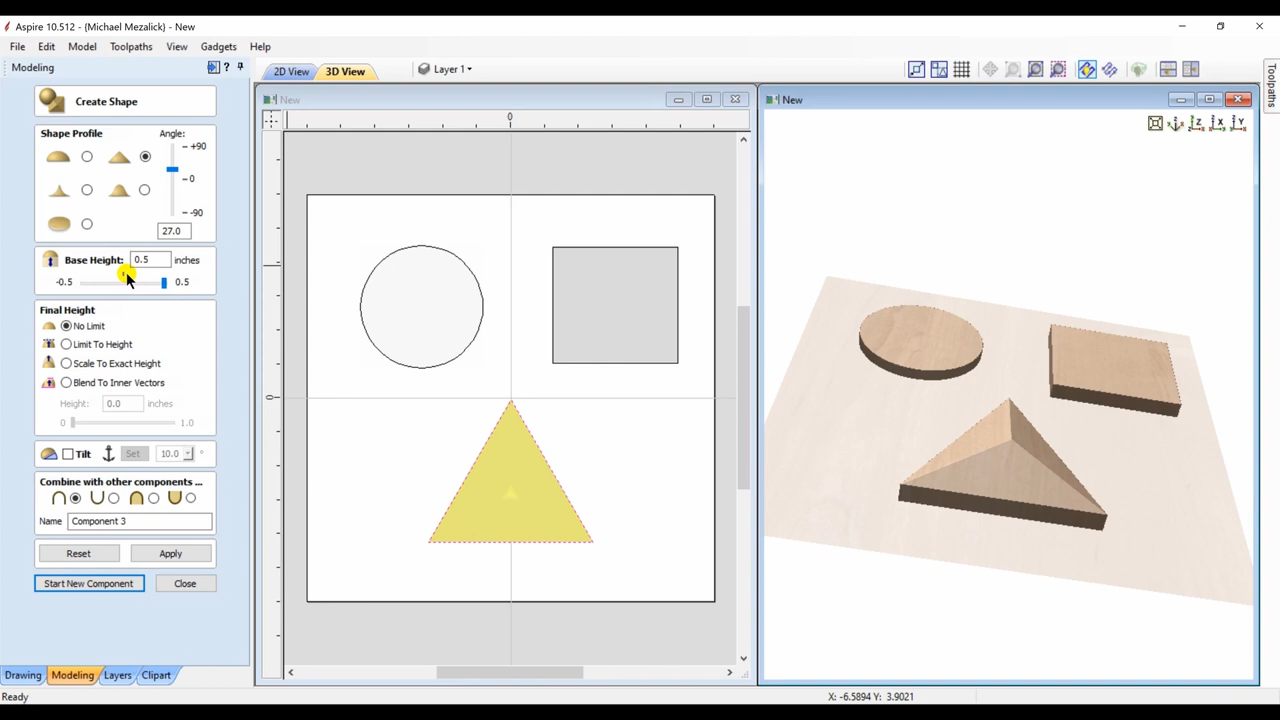 Aspire 10.512 - {Michael Mezalick} - New
File Edit Model Toolpaths View Gadgets Help
Modeling ?
2D View 3D View Layer 1
Create Shape
New
New
Toolpaths
Shape Profile Angle:
+90
0
-90
27.0
0
Z X Y
Base Height: 0.5 inches
-0.5 0.5
Final Height
No Limit
Limit To Height
Scale To Exact Height
Blend To Inner Vectors
Height: 0.0 inches
0 1.0
0
Tilt Set 10.0 °
Combine with other components ...
Name Component 3
Reset Apply
Start New Component Close
Drawing Modeling Layers Clipart
Ready X: -6.5894 Y: 3.9021